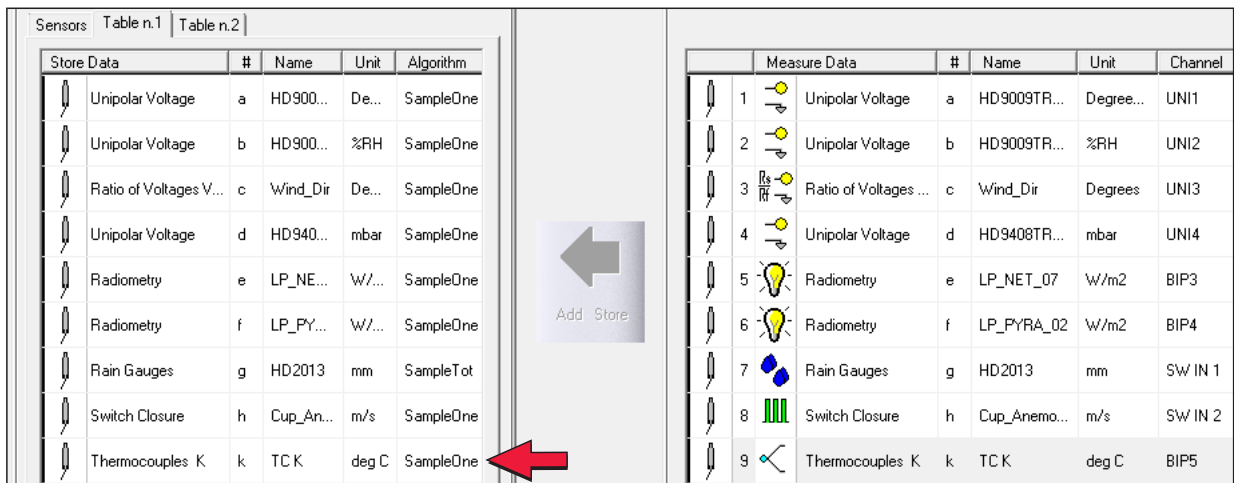 Sensors Table n.1 Table n.2
Store Data # Name Unit Algorithm
Unipolar Voltage a HD900... De... SampleOne
Unipolar Voltage b HD900... %RH SampleOne
Ratio of Voltages V... c Wind_Dir De... SampleOne
Unipolar Voltage d HD940... mbar SampleOne
Radiometry e LP_NE... W/... SampleOne
Radiometry f LP_PY... W/... SampleOne
Rain Gauges g HD2013 mm SampleTot
Switch Closure h Cup_An... m/s SampleOne
Thermocouples K k TC K deg C SampleOne
Add Store
Measure Data # Name Unit Channel
1 Unipolar Voltage a HD9009TR... Degree... UNI1
2 Unipolar Voltage b HD9009TR... %RH UNI2
3 Rs Rf Ratio of Voltages ... c Wind_Dir Degrees UNI3
4 Unipolar Voltage d HD9408TR... mbar UNI4
5 Radiometry e LP_NET_07 W/m2 BIP3
6 Radiometry f LP_PYRA_02 W/m2 BIP4
7 Rain Gauges g HD2013 mm SW IN 1
8 Switch Closure h Cup_Anemo... m/s SW IN 2
9 Thermocouples K k TC K deg C BIP5